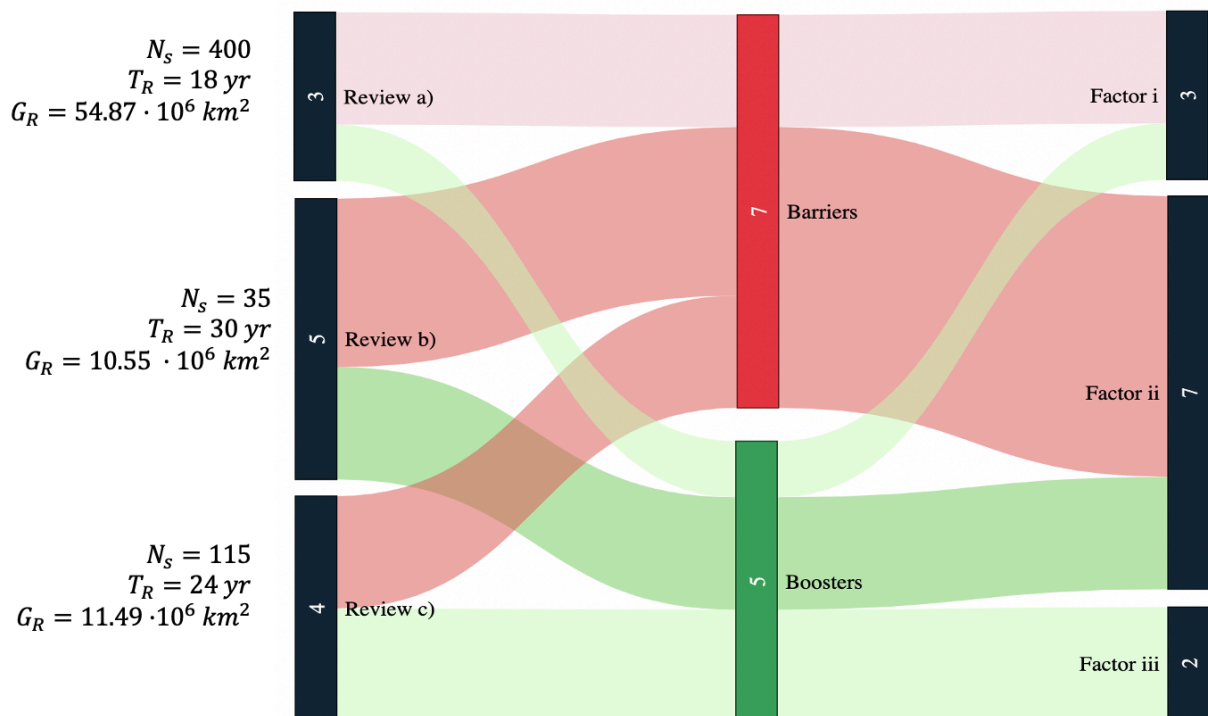 N_s = 400
T_R = 18 yr
G_R = 54.87 · 10^6 km^2
3
Review a)
N_s = 35
T_R = 30 yr
G_R = 10.55 · 10^6 km^2
5
Review b)
N_s = 115
T_R = 24 yr
G_R = 11.49 ·10^6 km^2
4
Review c)
7
Barriers
5
Boosters
Factor i
3
Factor ii
7
Factor iii
2